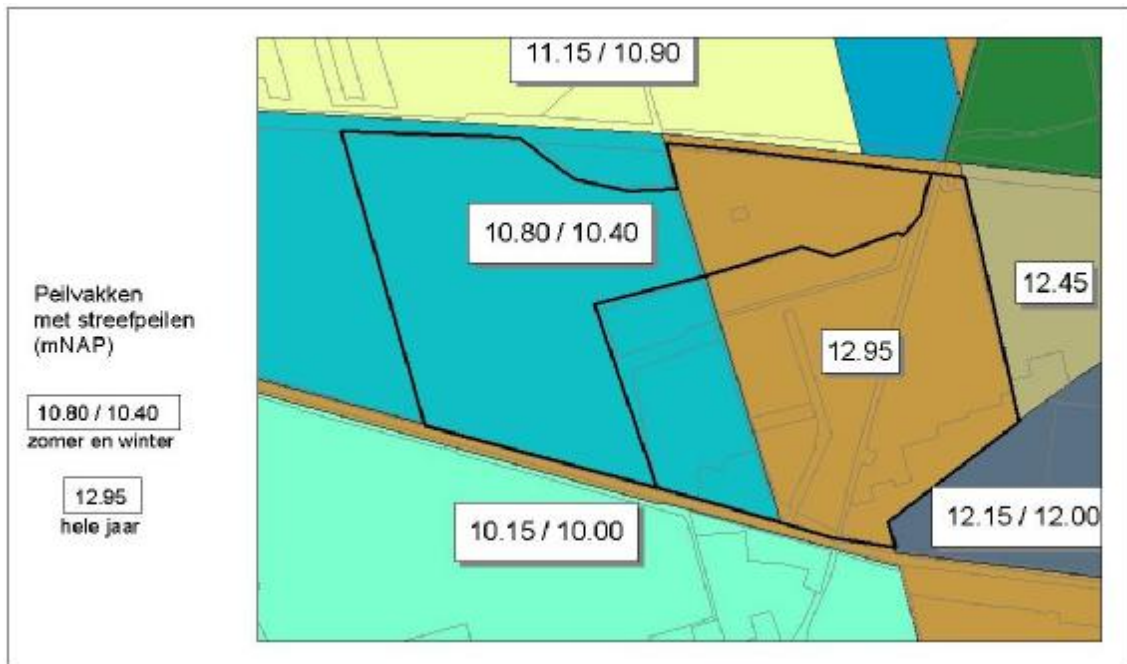 11.15 / 10.90
10.80 / 10.40
12.45
12.95
12.15 / 12.00
10.15 / 10.00
Peilvakken
met streefpeilen
(mNAP)
10.80 / 10.40
zomer en winter
12.95
hele jaar